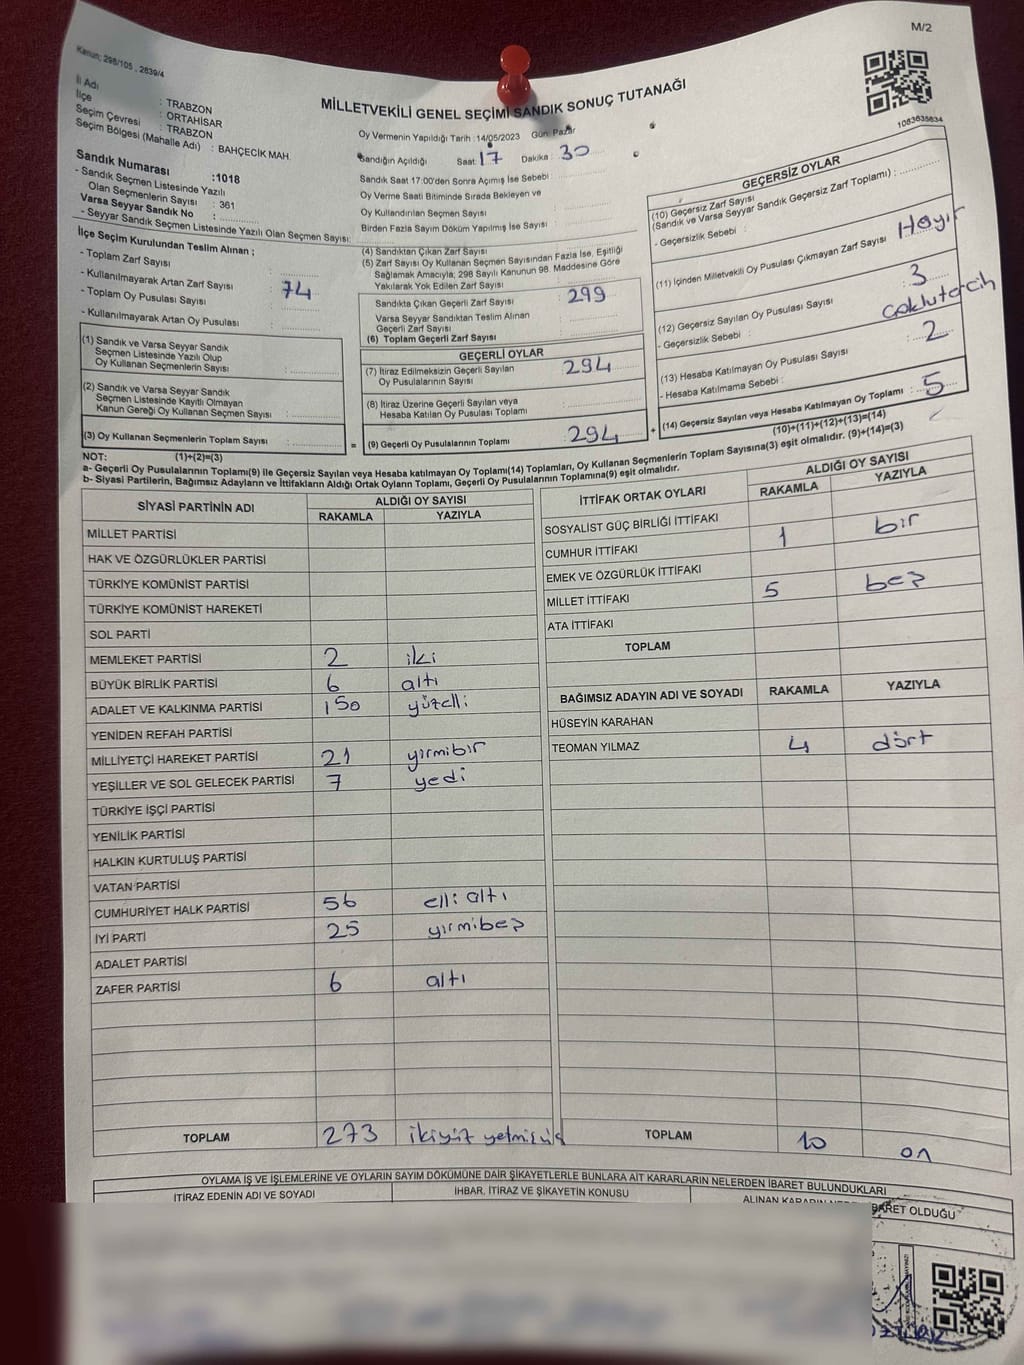 M/2
Kanun; 298/105 , 2839/4
MİLLETVEKİLİ GENEL SEÇİMİ SANDIK SONUÇ TUTANAĞI
1083635634
İl Adı : TRABZON
İlçe : ORTAHİSAR
Seçim Çevresi : TRABZON
Seçim Bölgesi (Mahalle Adı) : BAHÇECİK MAH.
Sandık Numarası :1018
- Sandık Seçmen Listesinde Yazılı
Olan Seçmenlerin Sayısı : 361
Varsa Seyyar Sandık No :
- Seyyar Sandık Seçmen Listesinde Yazılı Olan Seçmen Sayısı:
İlçe Seçim Kurulundan Teslim Alınan ;
- Toplam Zarf Sayısı :
- Kullanılmayarak Artan Zarf Sayısı : 74
- Toplam Oy Pusulası Sayısı :
- Kullanılmayarak Artan Oy Pusulası :
(1) Sandık ve Varsa Seyyar Sandık
Seçmen Listesinde Yazılı Olup
Oy Kullanan Seçmenlerin Sayısı :
(2) Sandık ve Varsa Seyyar Sandık
Seçmen Listesinde Kayıtlı Olmayan
Kanun Gereği Oy Kullanan Seçmen Sayısı :
(3) Oy Kullanan Seçmenlerin Toplam Sayısı :
Oy Vermenin Yapıldığı Tarih : 14/05/2023 Gün: Pazar
Sandığın Açıldığı Saat: 17 Dakika : 30
Sandık Saat 17:00'den Sonra Açımış İse Sebebi :
Oy Verme Saati Bitiminde Sırada Bekleyen ve
Oy Kullandırılan Seçmen Sayısı :
Birden Fazla Sayım Döküm Yapılmış İse Sayısı :
(4) Sandıktan Çıkan Zarf Sayısı :
(5) Zarf Sayısı Oy Kullanan Seçmen Sayısından Fazla İse, Eşitliği
Sağlamak Amacıyla; 298 Sayılı Kanunun 98. Maddesine Göre
Yakılarak Yok Edilen Zarf Sayısı :
Sandıkta Çıkan Geçerli Zarf Sayısı : 299
Varsa Seyyar Sandıktan Teslim Alınan
Geçerli Zarf Sayısı :
(6) Toplam Geçerli Zarf Sayısı
GEÇERLİ OYLAR
(7) İtiraz Edilmeksizin Geçerli Sayılan
Oy Pusulalarının Sayısı : 294
(8) İtiraz Üzerine Geçerli Sayılan veya
Hesaba Katılan Oy Pusulası Toplamı :
= (9) Geçerli Oy Pusulalarının Toplamı : 294 +
GEÇERSİZ OYLAR
(10) Geçersiz Zarf Sayısı
(Sandık ve Varsa Seyyar Sandık Geçersiz Zarf Toplamı) :
- Geçersizlik Sebebi :
(11) İçinden Milletvekili Oy Pusulası Çıkmayan Zarf Sayısı Hayır
(12) Geçersiz Sayılan Oy Pusulası Sayısı : 3
- Geçersizlik Sebebi : coklutercih
(13) Hesaba Katılmayan Oy Pusulası Sayısı : 2
- Hesaba Katılmama Sebebi :
(14) Geçersiz Sayılan veya Hesaba Katılmayan Oy Toplamı : 5
(10)+(11)+(12)+(13)=(14)
NOT: (1)+(2)=(3)
a- Geçerli Oy Pusulalarının Toplamı(9) ile Geçersiz Sayılan veya Hesaba katılmayan Oy Toplamı(14) Toplamları, Oy Kullanan Seçmenlerin Toplam Sayısına(3) eşit olmalıdır. (9)+(14)=(3)
b- Siyasi Partilerin, Bağımsız Adayların ve İttifakların Aldığı Ortak Oyların Toplamı, Geçerli Oy Pusulalarının Toplamına(9) eşit olmalıdır.
SİYASİ PARTİNİN ADI ALDIĞI OY SAYISI
RAKAMLA YAZIYLA
MİLLET PARTİSİ
HAK VE ÖZGÜRLÜKLER PARTİSİ
TÜRKİYE KOMÜNİST PARTİSİ
TÜRKİYE KOMÜNİST HAREKETİ
SOL PARTİ
MEMLEKET PARTİSİ 2 iki
BÜYÜK BİRLİK PARTİSİ 6 altı
ADALET VE KALKINMA PARTİSİ 150 yüzelli
YENİDEN REFAH PARTİSİ
MİLLİYETÇİ HAREKET PARTİSİ 21 yirmibir
YEŞİLLER VE SOL GELECEK PARTİSİ 7 yedi
TÜRKİYE İŞÇİ PARTİSİ
YENİLİK PARTİSİ
HALKIN KURTULUŞ PARTİSİ
VATAN PARTİSİ
CUMHURİYET HALK PARTİSİ 56 elli altı
İYİ PARTİ 25 yirmibeş
ADALET PARTİSİ
ZAFER PARTİSİ 6 altı
TOPLAM 273
İTTİFAK ORTAK OYLARI ALDIĞI OY SAYISI
RAKAMLA YAZIYLA
SOSYALİST GÜÇ BİRLİĞİ İTTİFAKI
CUMHUR İTTİFAKI 1 bir
EMEK VE ÖZGÜRLÜK İTTİFAKI
MİLLET İTTİFAKI 5 beş
ATA İTTİFAKI
TOPLAM
BAĞIMSIZ ADAYIN ADI VE SOYADI RAKAMLA YAZIYLA
HÜSEYİN KARAHAN
TEOMAN YILMAZ 4 dört
TOPLAM 10 on
OYLAMA İŞ VE İŞLEMLERİNE VE OYLARIN SAYIM DÖKÜMÜNE DAİR ŞİKAYETLERLE BUNLARA AİT KARARLARIN NELERDEN İBARET BULUNDUKLARI
İTİRAZ EDENİN ADI VE SOYADI İHBAR, İTİRAZ VE ŞİKAYETİN KONUSU ALINAN KARARIN BARET OLDUĞU